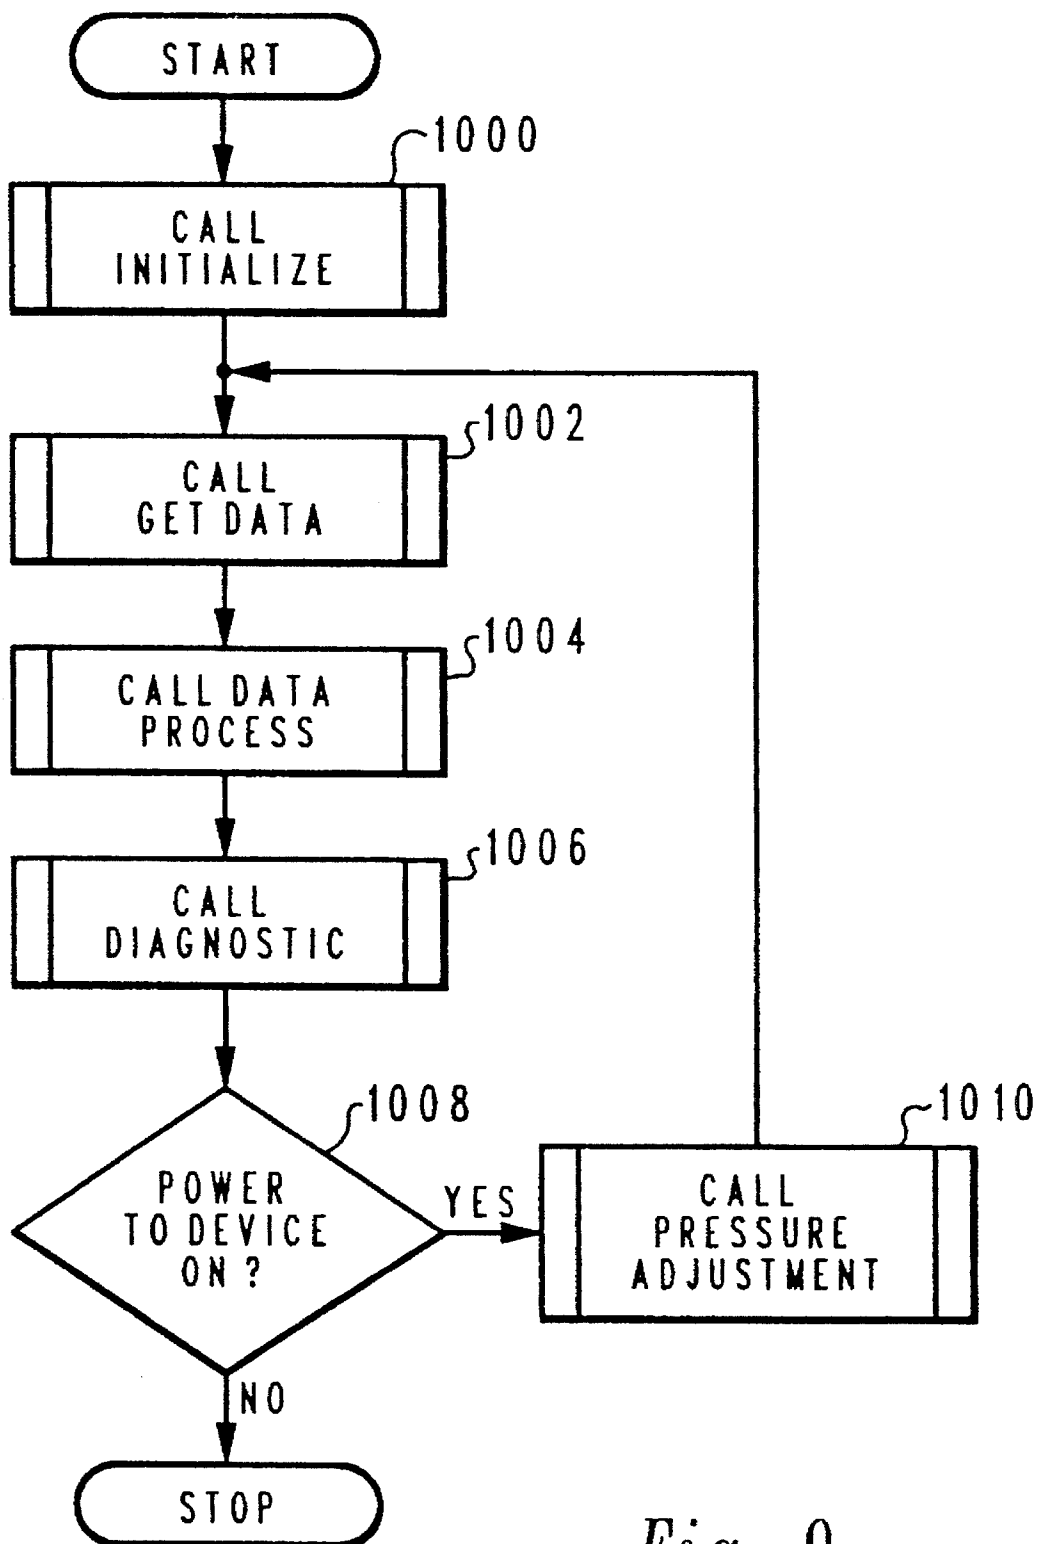 START
1000
CALL
INITIALIZE
1002
CALL
GET DATA
1004
CALL DATA
PROCESS
1006
CALL
DIAGNOSTIC
1008
POWER
TO DEVICE
ON ?
YES
1010
CALL
PRESSURE
ADJUSTMENT
NO
STOP
Fig.